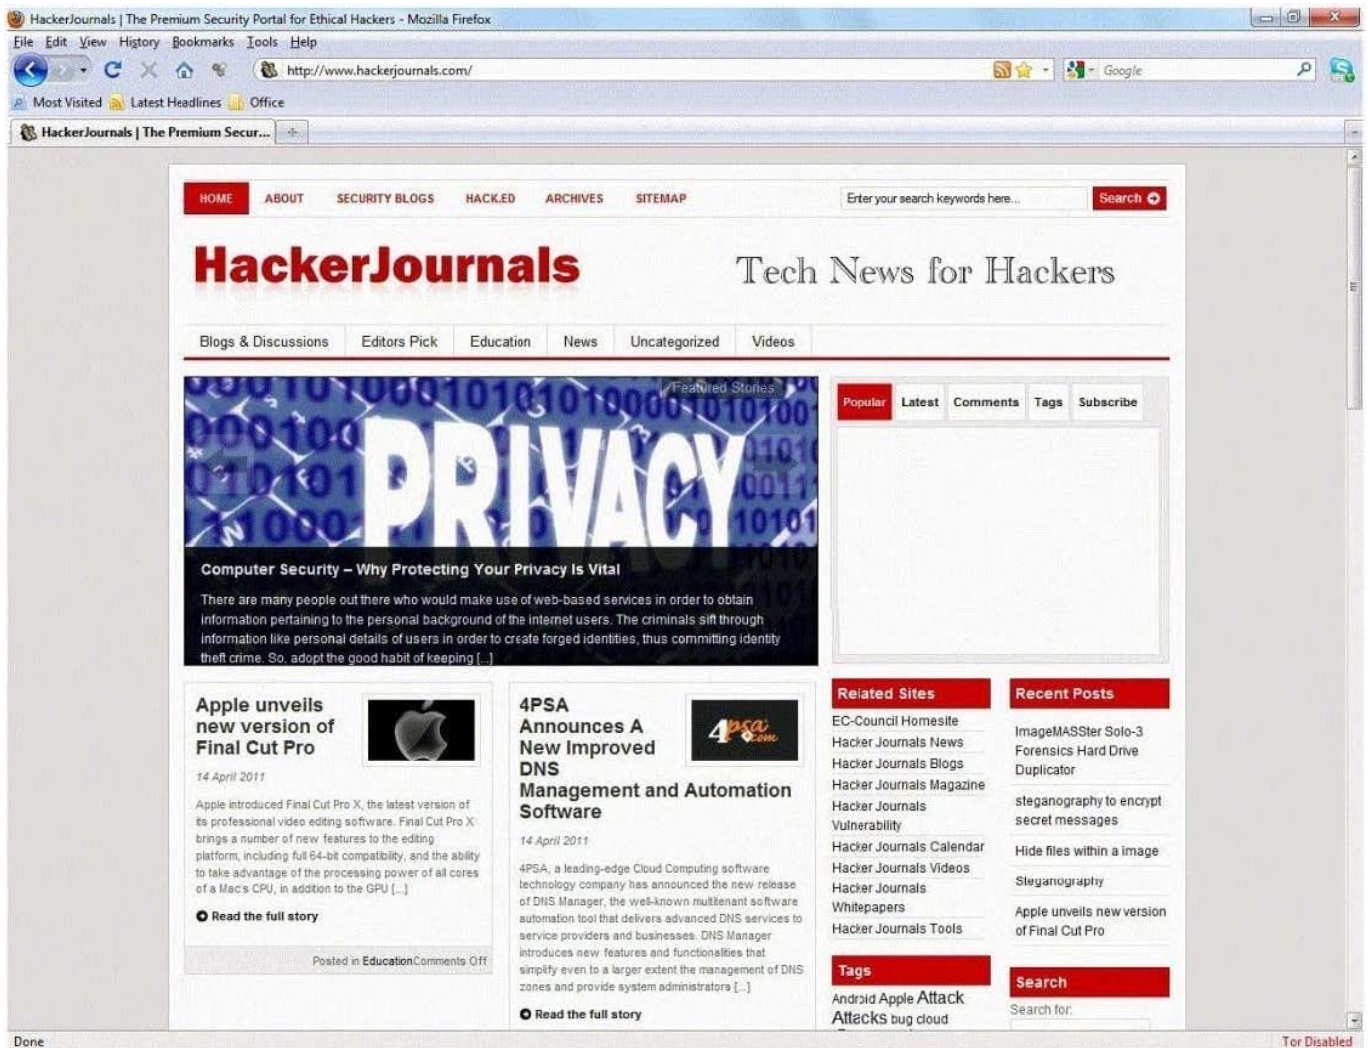 HackerJournals | The Premium Security Portal for Ethical Hackers - Mozilla Firefox
File Edit View History Bookmarks Tools Help
http://www.hackerjournals.com/
Google
Most Visited Latest Headlines Office
HackerJournals | The Premium Secur...
HOME ABOUT SECURITY BLOGS HACK.ED ARCHIVES SITEMAP
Enter your search keywords here... Search
HackerJournals
Tech News for Hackers
Blogs & Discussions Editors Pick Education News Uncategorized Videos
Featured Stories
PRIVACY
Computer Security – Why Protecting Your Privacy Is Vital
There are many people out there who would make use of web-based services in order to obtain
information pertaining to the personal background of the internet users. The criminals sift through
information like personal details of users in order to create forged identities, thus committing identity
theft crime. So, adopt the good habit of keeping [...]
Popular Latest Comments Tags Subscribe
Apple unveils
new version of
Final Cut Pro
14 April 2011
Apple introduced Final Cut Pro X, the latest version of
its professional video editing software. Final Cut Pro X
brings a number of new features to the editing
platform, including full 64-bit compatibility, and the ability
to take advantage of the processing power of all cores
of a Mac's CPU, in addition to the GPU [...]
Read the full story
Posted in EducationComments Off
4PSA
Announces A
New Improved
DNS
Management and Automation
Software
4psa.com
14 April 2011
4PSA, a leading-edge Cloud Computing software
technology company has announced the new release
of DNS Manager, the well-known multitenant software
automation tool that delivers advanced DNS services to
service providers and businesses. DNS Manager
introduces new features and functionalities that
simplify even to a larger extent the management of DNS
zones and provide system administrators [...]
Read the full story
Related Sites
EC-Council Homesite
Hacker Journals News
Hacker Journals Blogs
Hacker Journals Magazine
Hacker Journals
Vulnerability
Hacker Journals Calendar
Hacker Journals Videos
Hacker Journals
Whitepapers
Hacker Journals Tools
Tags
Android Apple Attack
Attacks bug cloud
Recent Posts
ImageMASSter Solo-3
Forensics Hard Drive
Duplicator
steganography to encrypt
secret messages
Hide files within a image
Steganography
Apple unveils new version
of Final Cut Pro
Search
Search for:
Done
Tor Disabled